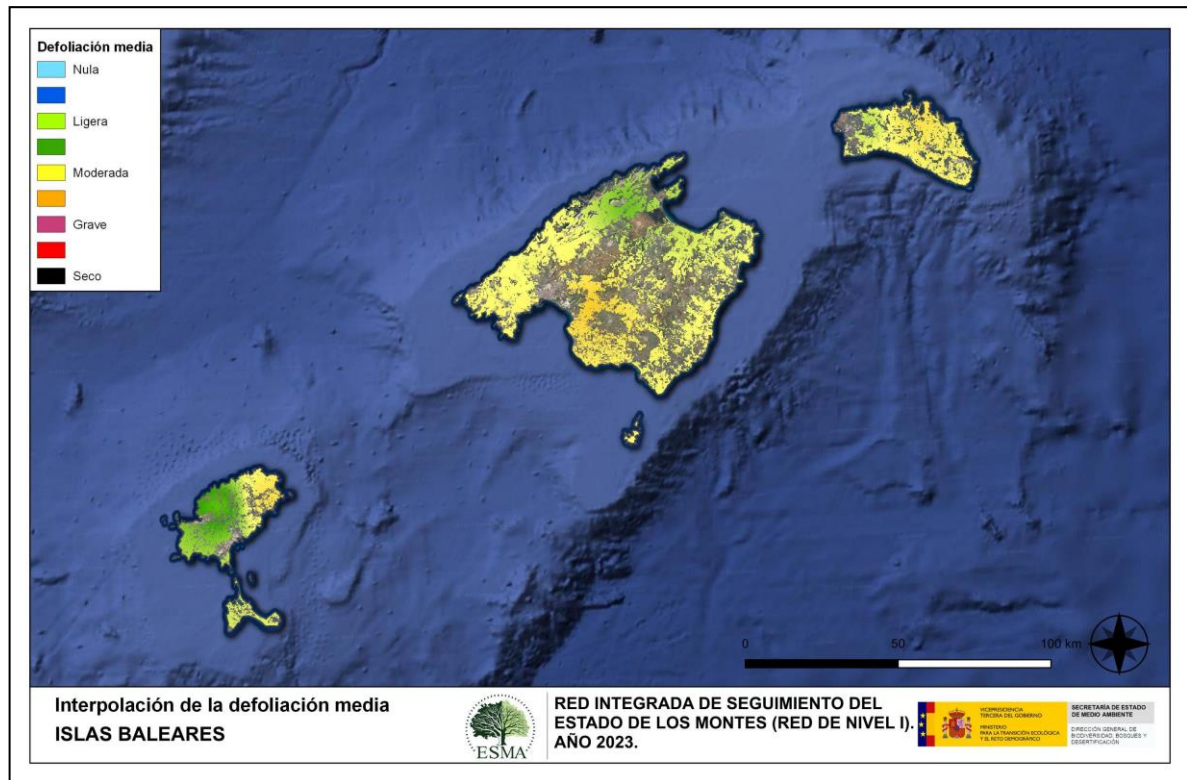 Defoliación media
Nula
Ligera
Moderada
Grave
Seco
0 50 100 km
Interpolación de la defoliación media
ISLAS BALEARES
ESMA
RED INTEGRADA DE SEGUIMIENTO DEL
ESTADO DE LOS MONTES (RED DE NIVEL I).
AÑO 2023.
VICEPRESIDENCIA
TERCERA DEL GOBIERNO
MINISTERIO
PARA LA TRANSICIÓN ECOLÓGICA
Y EL RETO DEMOGRÁFICO
SECRETARÍA DE ESTADO
DE MEDIO AMBIENTE
DIRECCIÓN GENERAL DE
BIODIVERSIDAD, BOSQUES Y
DESERTIFICACIÓN